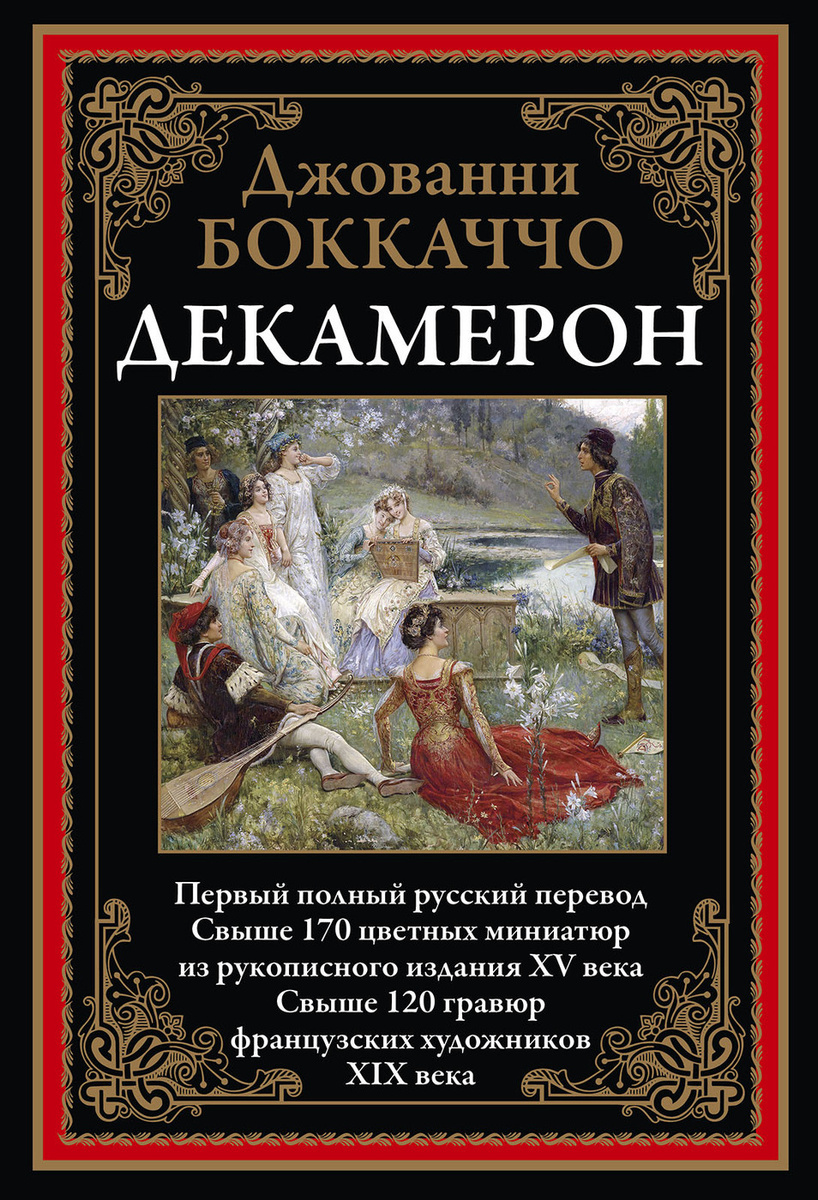 Джованни
БОККАЧЧО
ДЕКАМЕРОН
Первый полный русский перевод
Свыше 170 цветных миниатюр
из рукописного издания XV века
Свыше 120 гравюр
французских художников
XIX века